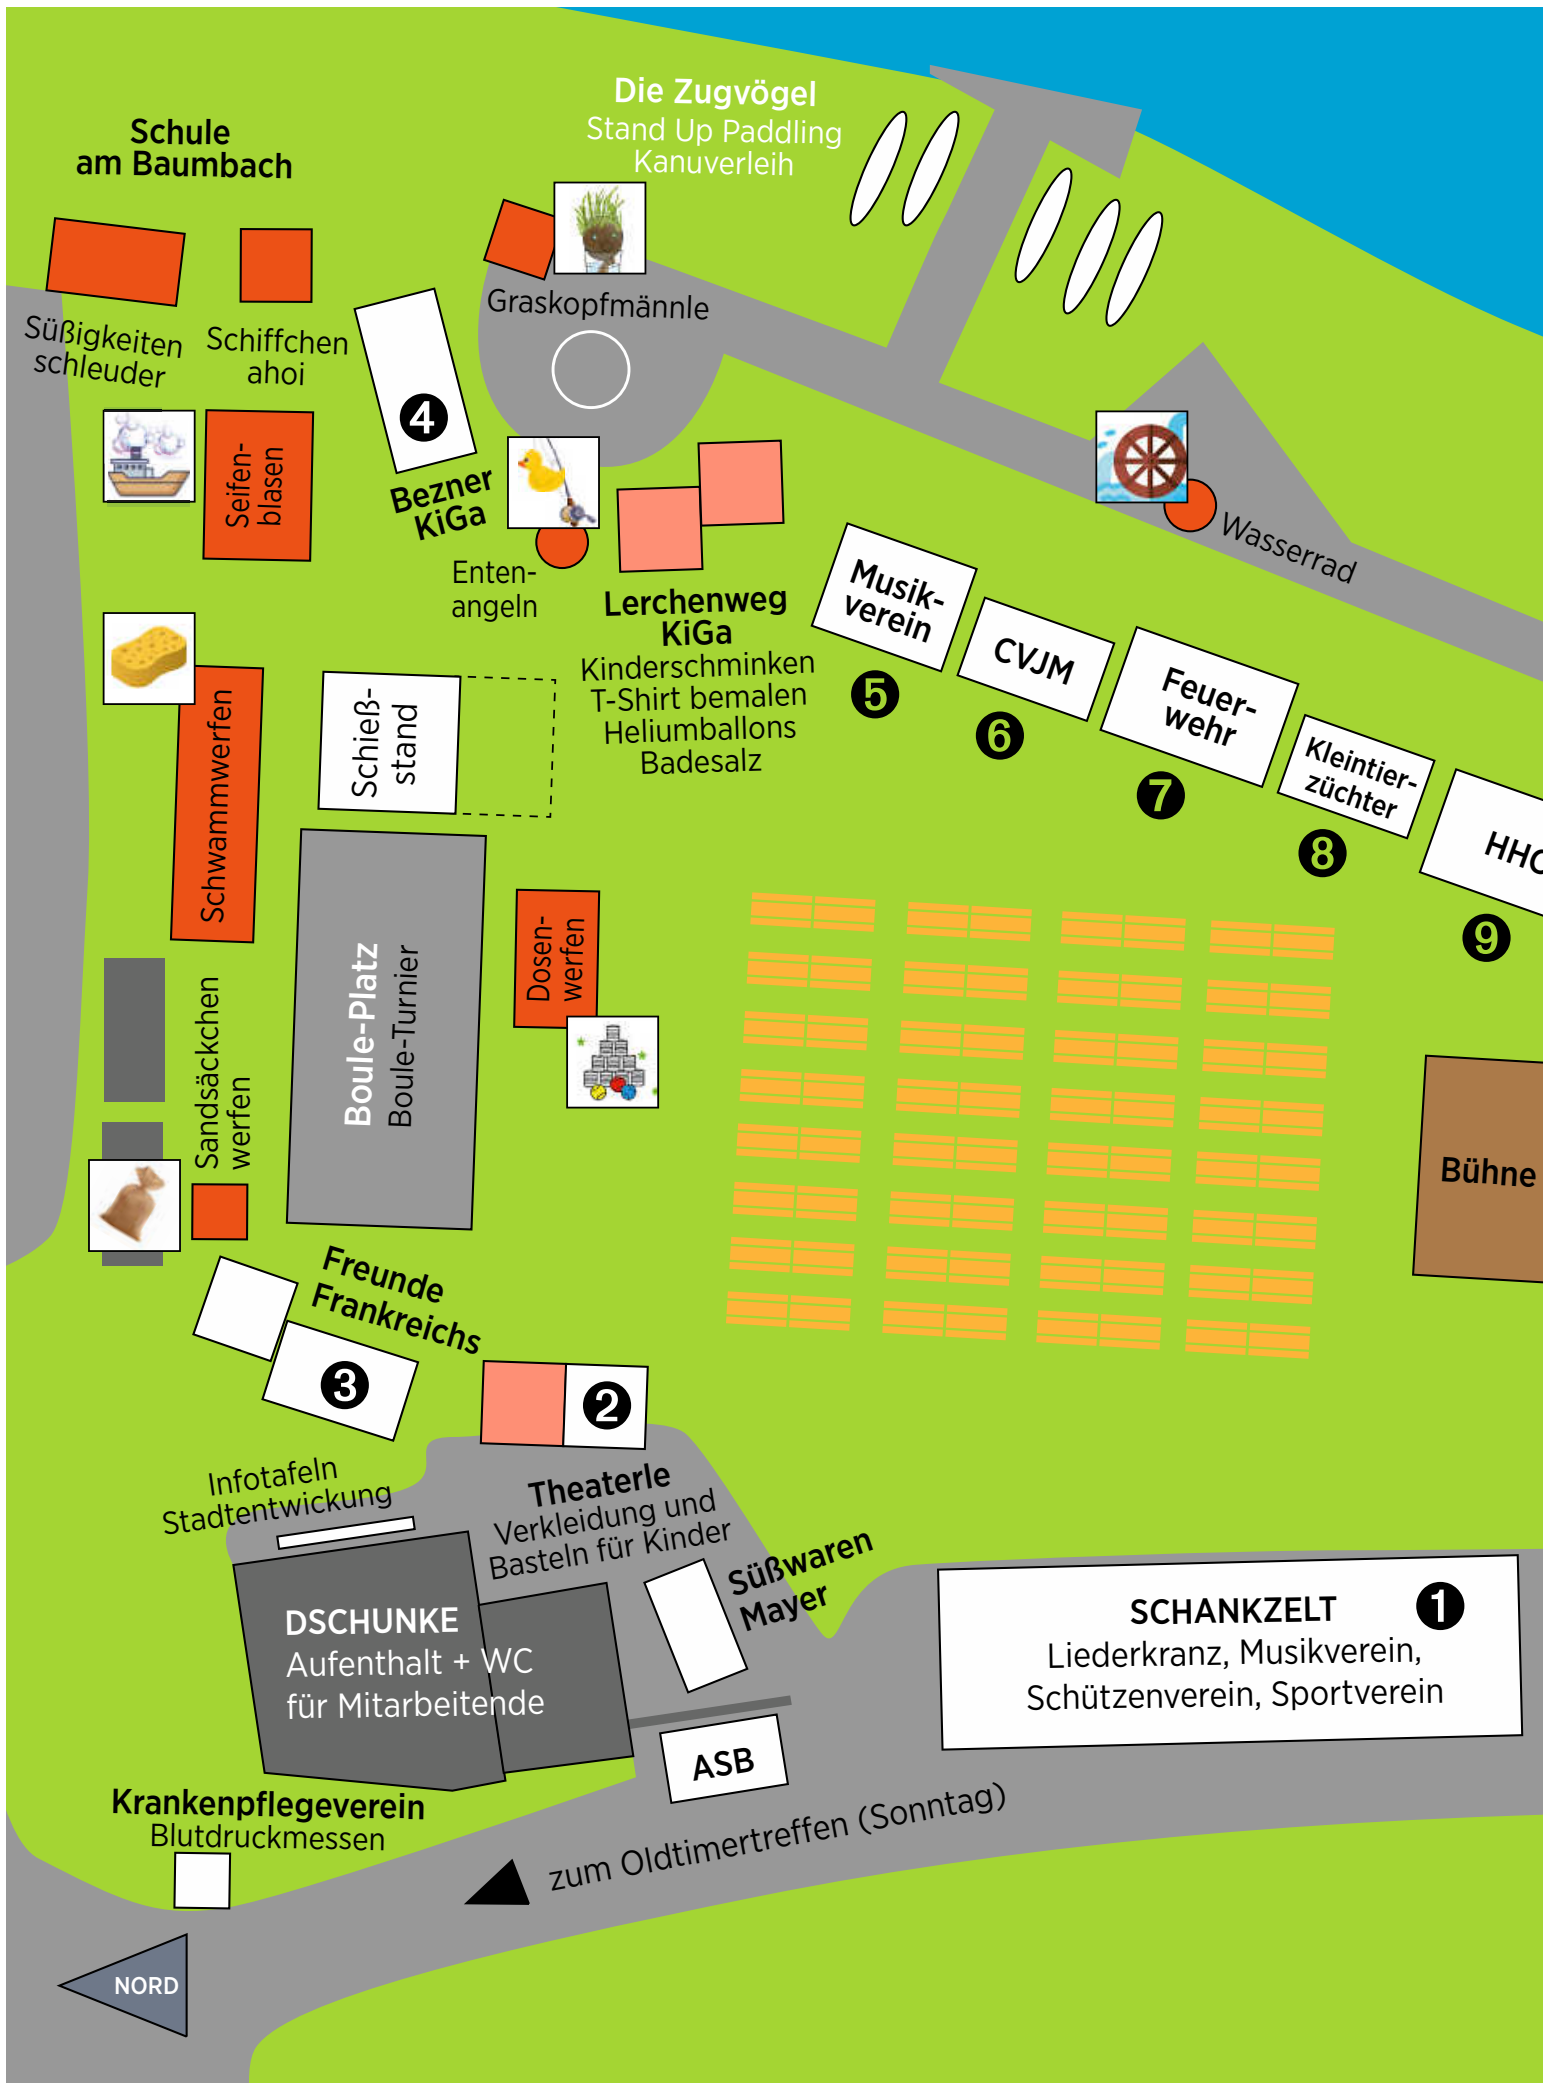 Die Zugvögel
Stand Up Paddling
Kanuverleih
Schule
am Baumbach
Graskopfmännle
Süßigkeiten
schleuder
Schiffchen
ahoi
4
Seifen-
blasen
Bezner
KiGa
Enten-
angeln
Wasserrad
Lerchenweg
KiGa
Kinderschminken
T-Shirt bemalen
Heliumballons
Badesalz
Musik-
verein
5
CVJM
6
Feuer-
wehr
7
Kleintier-
züchter
8
HHC
9
Schwammwerfen
Schieß-
stand
Boule-Platz
Boule-Turnier
Dosen-
werfen
Sandsäckchen
werfen
Bühne
Freunde
Frankreichs
3
2
Infotafeln
Stadtentwickung
Theaterle
Verkleidung und
Basteln für Kinder
Süßwaren
Mayer
SCHANKZELT
1
Liederkranz, Musikverein,
Schützenverein, Sportverein
DSCHUNKE
Aufenthalt + WC
für Mitarbeitende
ASB
Krankenpflegeverein
Blutdruckmessen
zum Oldtimertreffen (Sonntag)
NORD